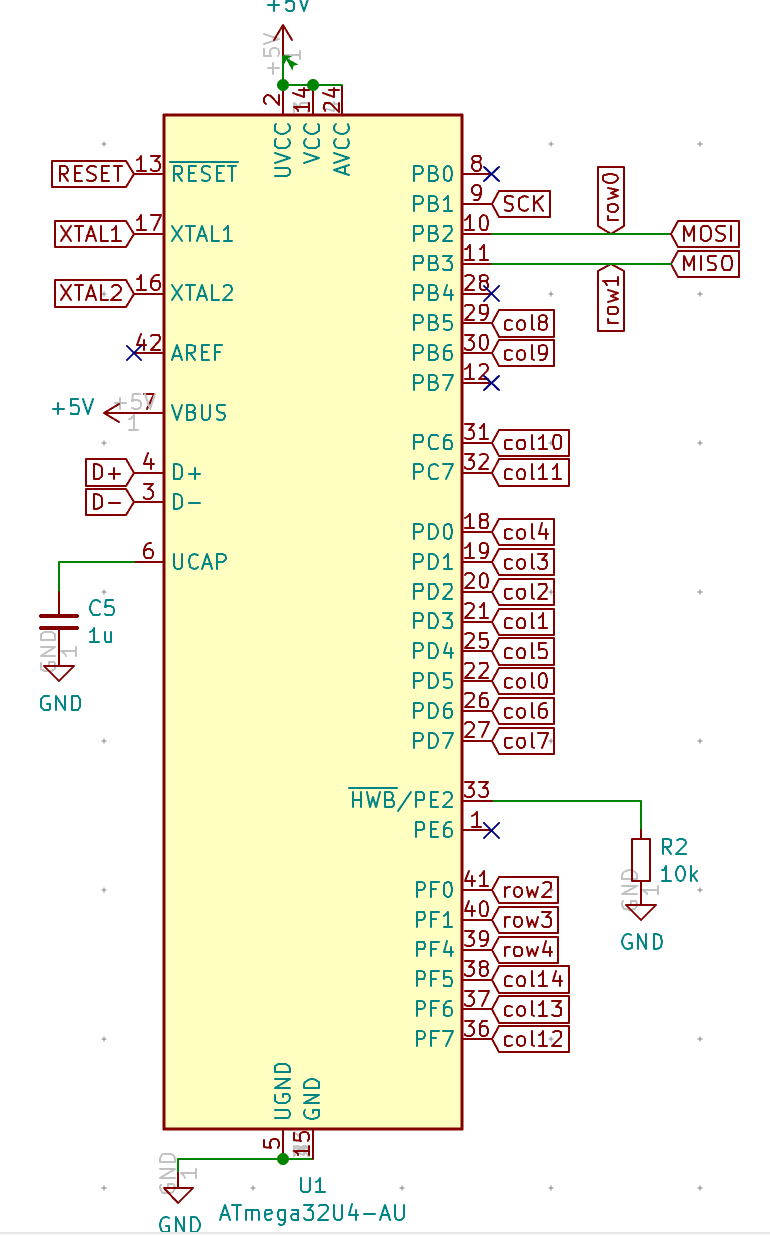 +5V
+5V 1
2 14 24
UVCC VCC AVCC
RESET 13 RESET
PB0 8
PB1 9 SCK
row0
XTAL1 17 XTAL1
PB2 10 MOSI
PB3 11 MISO
row1
XTAL2 16 XTAL2
PB4 28
PB5 29 col8
42 AREF
PB6 30 col9
PB7 12
+5V +5V 1 7 VBUS
PC6 31 col10
D+ 4 D+
PC7 32 col11
D- 3 D-
PD0 18 col4
6 UCAP
PD1 19 col3
PD2 20 col2
C5
1u
PD3 21 col1
GND 1
PD4 25 col5
GND
PD5 22 col0
PD6 26 col6
PD7 27 col7
HWB/PE2 33
PE6 1
R2
10k
GND 1
GND
PF0 41 row2
PF1 40 row3
PF4 39 row4
PF5 38 col14
PF6 37 col13
PF7 36 col12
UGND GND
5 15
GND 1
GND
U1
ATmega32U4-AU